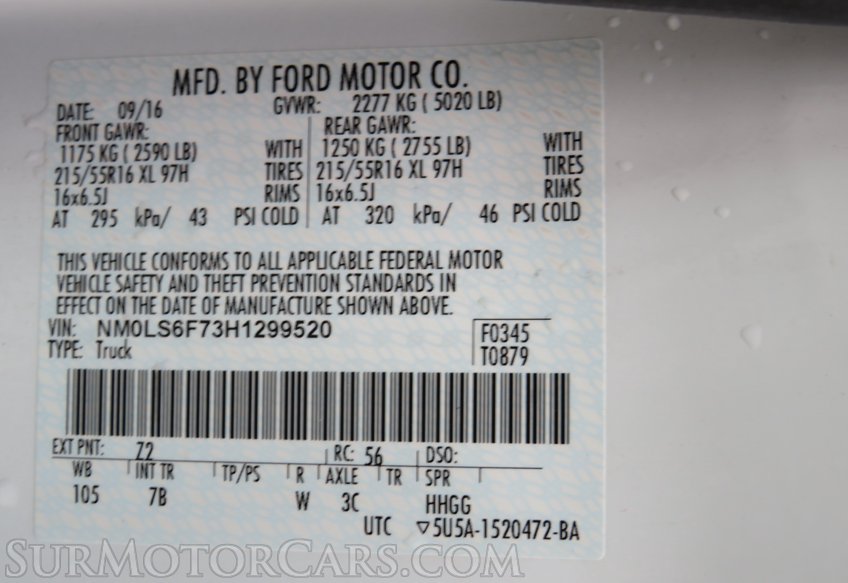 MFD. BY FORD MOTOR CO.
DATE: 09/16 GVWR: 2277 KG ( 5020 LB)
FRONT GAWR: REAR GAWR:
1175 KG ( 2590 LB) WITH 1250 KG ( 2755 LB) WITH
215/55R16 XL 97H TIRES 215/55R16 XL 97H TIRES
16x6.5J RIMS 16x6.5J RIMS
AT 295 kPa/ 43 PSI COLD AT 320 kPa/ 46 PSI COLD
THIS VEHICLE CONFORMS TO ALL APPLICABLE FEDERAL MOTOR
VEHICLE SAFETY AND THEFT PREVENTION STANDARDS IN
EFFECT ON THE DATE OF MANUFACTURE SHOWN ABOVE.
VIN: NM0LS6F73H1299520 F0345
TYPE: Truck T0879
EXT PNT: Z2 RC: 56 DSO:
WB INT TR TP/PS R AXLE TR SPR
105 7B W 3C HHGG
UTC ▽5U5A-1520472-BA
SURMOTORCARS.COM